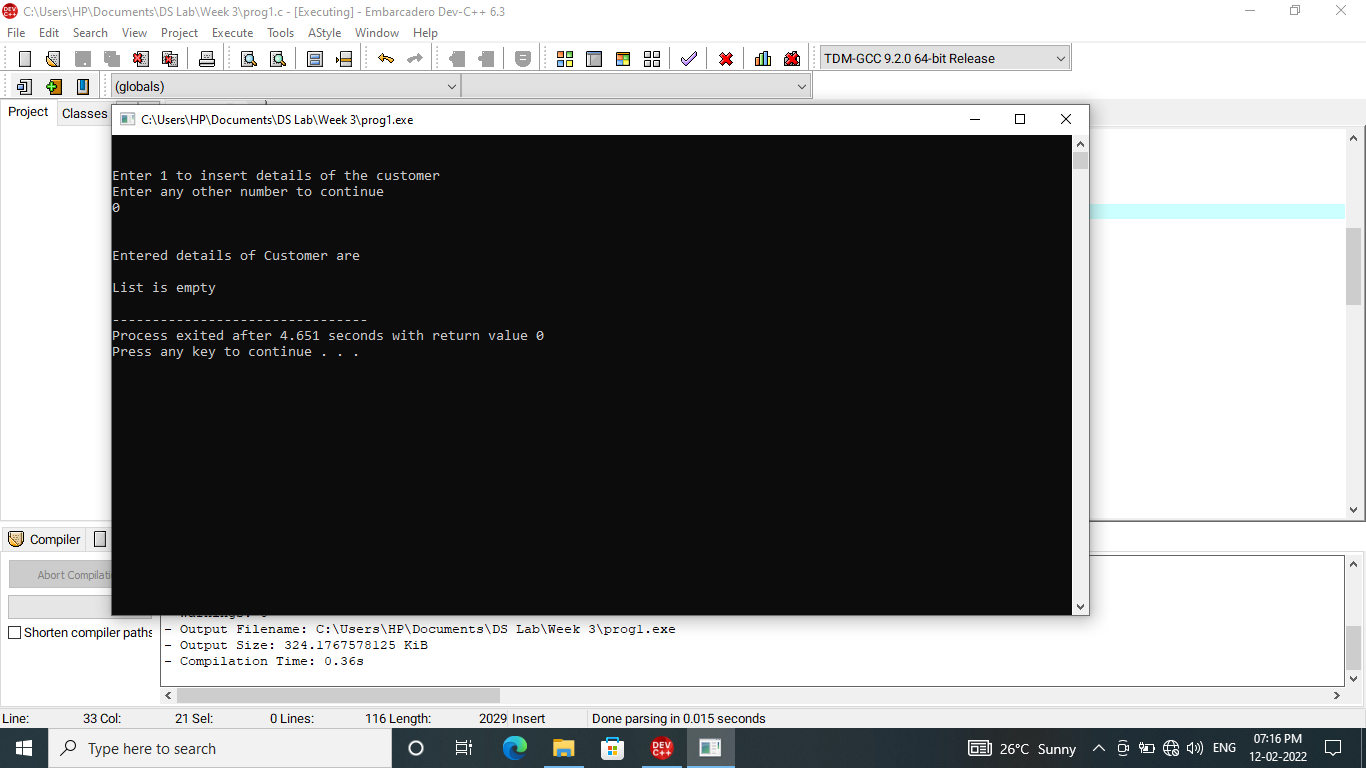 C:\Users\HP\Documents\DS Lab\Week 3\prog1.c - [Executing] - Embarcadero Dev-C++ 6.3
File Edit Search View Project Execute Tools AStyle Window Help
TDM-GCC 9.2.0 64-bit Release
(globals)
Project Classes
C:\Users\HP\Documents\DS Lab\Week 3\prog1.exe
Enter 1 to insert details of the customer
Enter any other number to continue
0
Entered details of Customer are
List is empty
--------------------------------
Process exited after 4.651 seconds with return value 0
Press any key to continue . . .
Compiler
Abort Compilati
Shorten compiler paths
- Output Filename: C:\Users\HP\Documents\DS Lab\Week 3\prog1.exe
- Output Size: 324.1767578125 KiB
- Compilation Time: 0.36s
Line: 33 Col: 21 Sel: 0 Lines: 116 Length: 2029 Insert Done parsing in 0.015 seconds
Type here to search
DEV C++
26°C Sunny
ENG
07:16 PM
12-02-2022